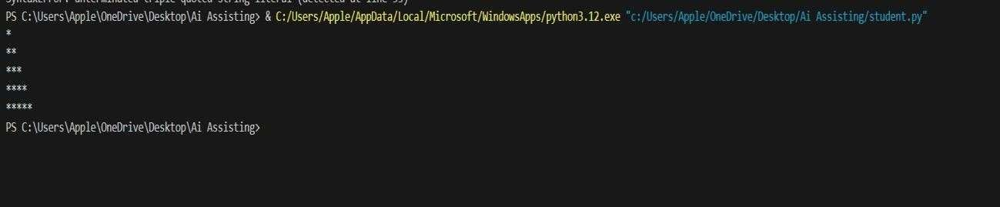 SyntaxError: unterminated triple-quoted string literal (detected at line 
PS C:\Users\Apple\OneDrive\Desktop\Ai Assisting> & C:/Users/Apple/AppData/Local/Microsoft/WindowsApps/python3.12.exe "c:/Users/Apple/OneDrive/Desktop/Ai Assisting/student.py"
*
**
***
****
*****
PS C:\Users\Apple\OneDrive\Desktop\Ai Assisting>